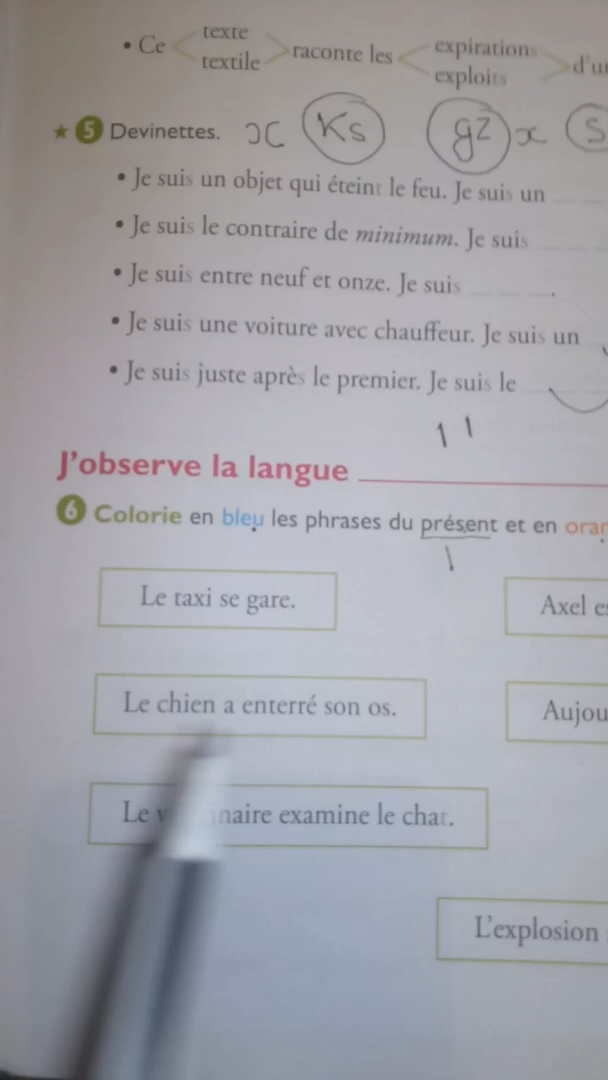 texte
• Ce raconte les expirations
textile exploits d'un
★ 5 Devinettes. x Ks gz x S
• Je suis un objet qui éteint le feu. Je suis un
• Je suis le contraire de minimum. Je suis
• Je suis entre neuf et onze. Je suis .
• Je suis une voiture avec chauffeur. Je suis un
• Je suis juste après le premier. Je suis le
J'observe la langue
6 Colorie en bleu les phrases du présent et en
Le taxi se gare. Axel
Le chien a enterré son os.
Le examine le chat.
L'explosion